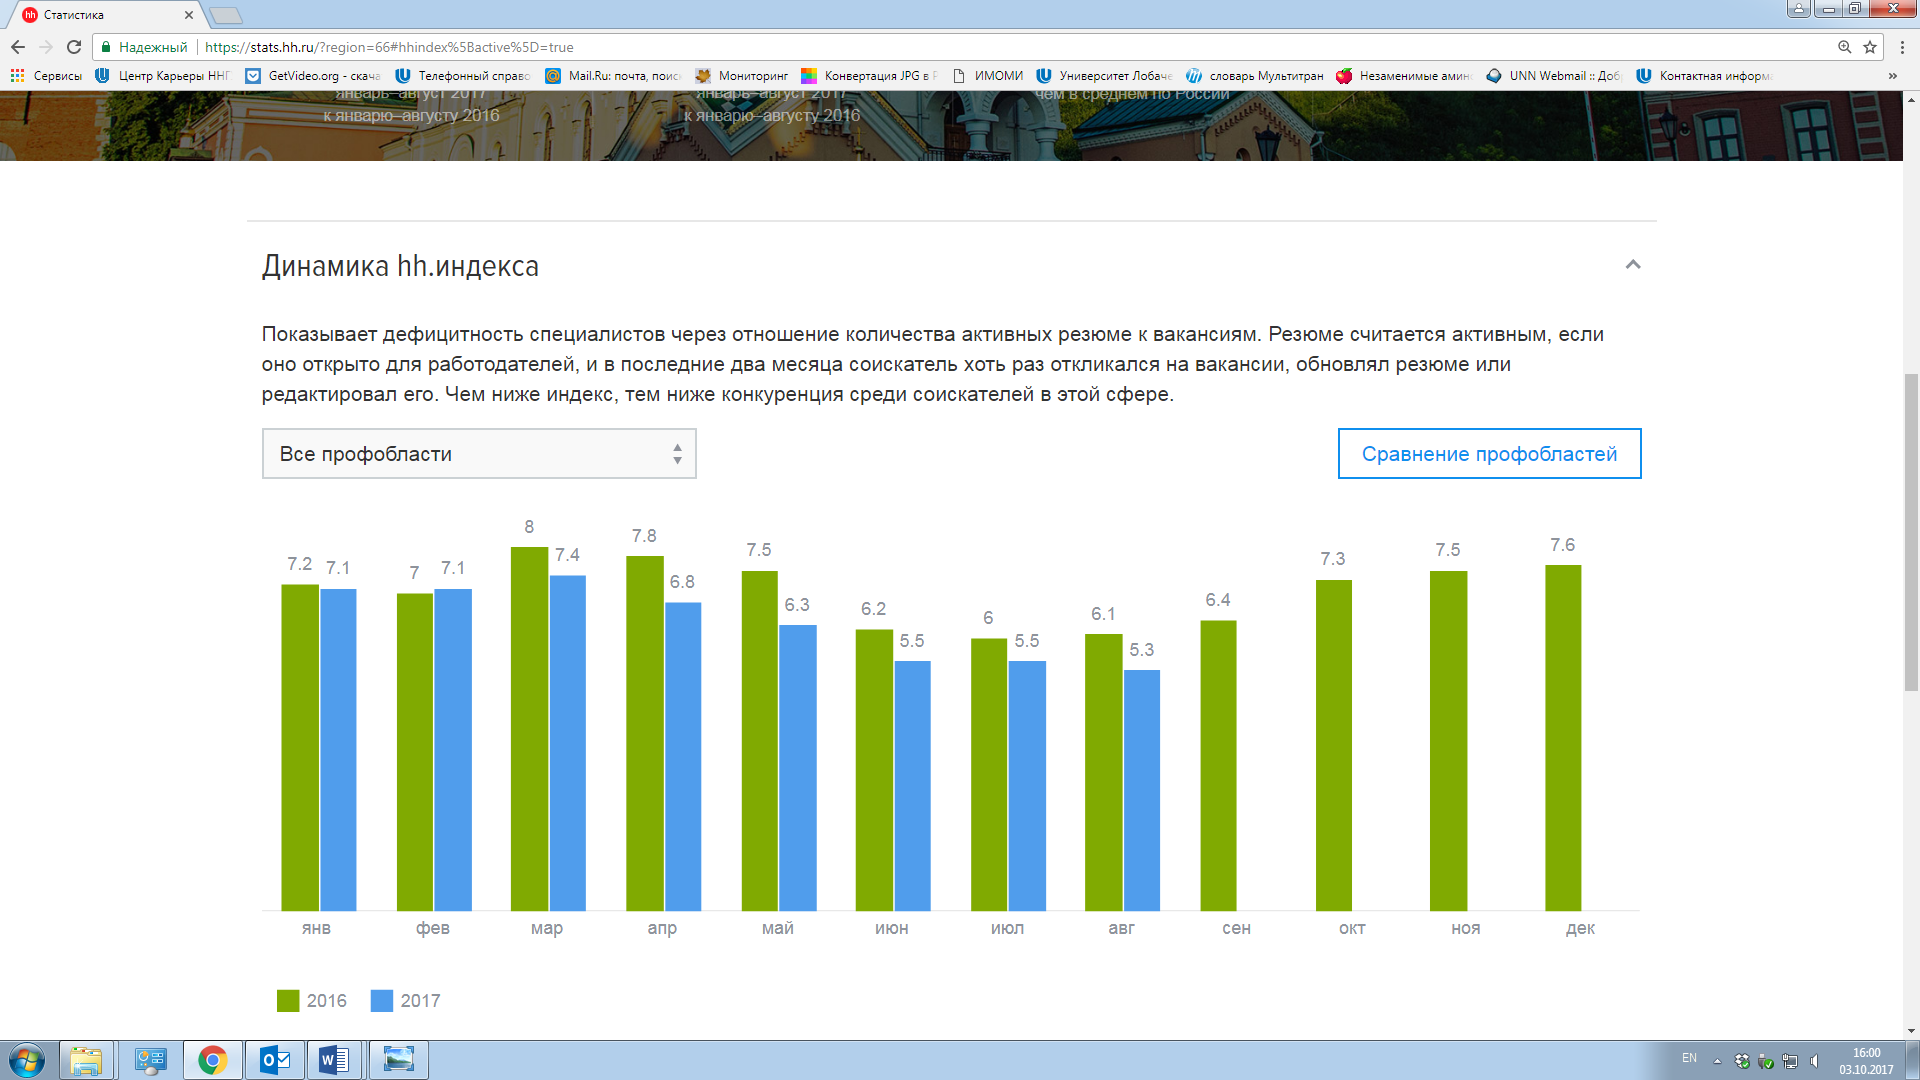 Статистика
Надежный https://stats.hh.ru/?region=66#hhindex%5Bactive%5D=true
Сервисы Центр Карьеры ННГ GetVideo.org - скача Телефонный справо Mail.Ru: почта, поис Мониторинг Конвертация JPG в ИМОМИ Университет Лобаче словарь Мультитран Незаменимые амин UNN Webmail :: Доб Контактная информ »
январь–август 2017 январь–август 2017 чем в среднем по России
к январю–августу 2016 к январю–августу 2016
Динамика hh.индекса
Показывает дефицитность специалистов через отношение количества активных резюме к вакансиям. Резюме считается активным, если
оно открыто для работодателей, и в последние два месяца соискатель хоть раз откликался на вакансии, обновлял резюме или
редактировал его. Чем ниже индекс, тем ниже конкуренция среди соискателей в этой сфере.
Все профобласти
Сравнение профобластей
7.2 7.1 7 7.1 8 7.4 7.8 6.8 7.5 6.3 6.2 5.5 6 5.5 6.1 5.3 6.4 7.3 7.5 7.6
янв фев мар апр май июн июл авг сен окт ноя дек
2016 2017
EN 16:00
03.10.2017